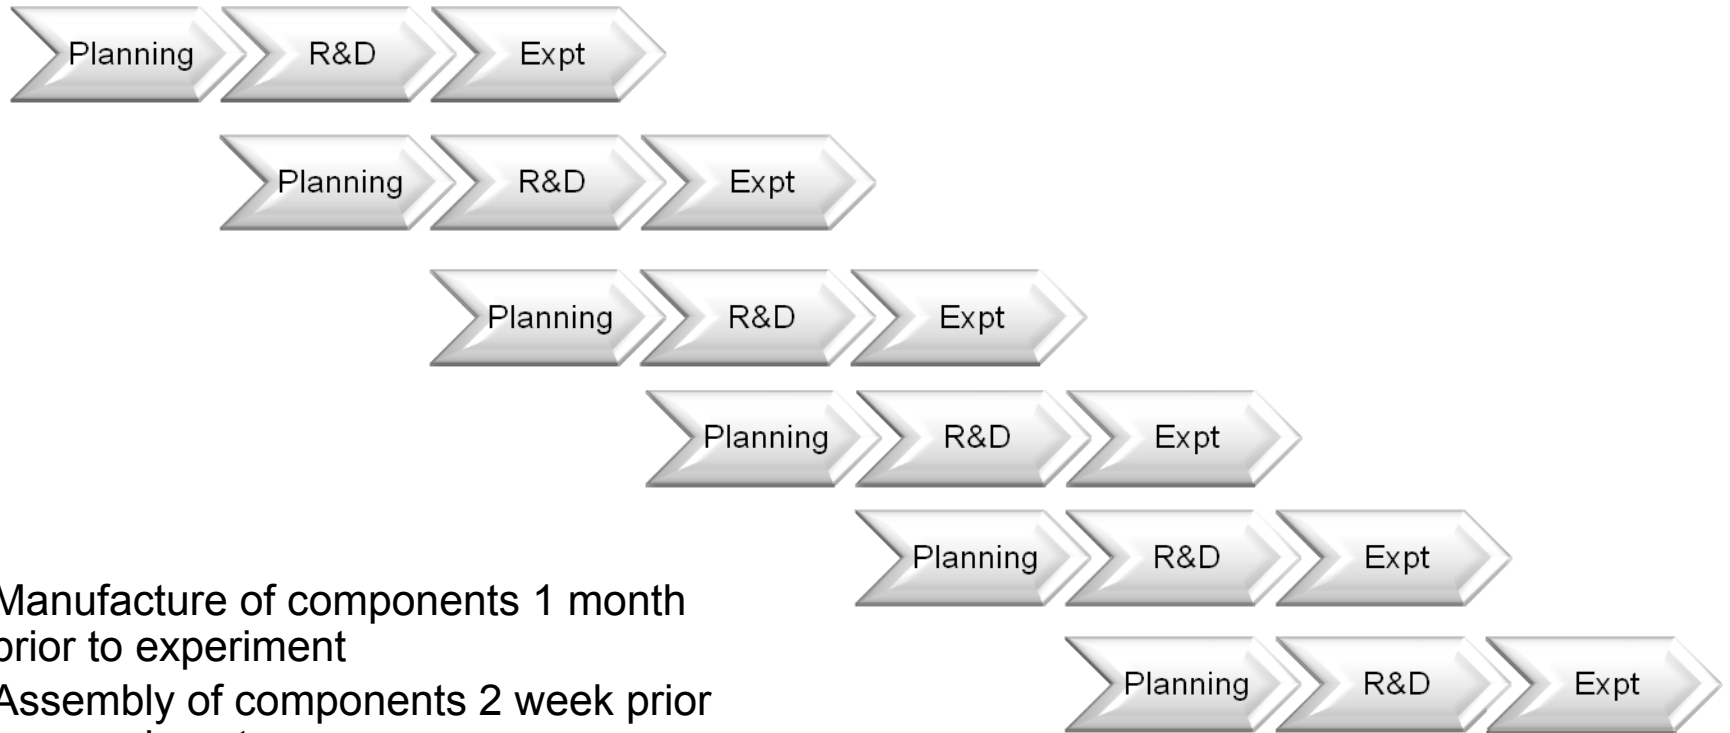 Planning R&D Expt
Planning R&D Expt
Planning R&D Expt
Planning R&D Expt
Planning R&D Expt
Manufacture of components 1 month
prior to experiment
Planning R&D Expt
Assembly of components 2 week prior